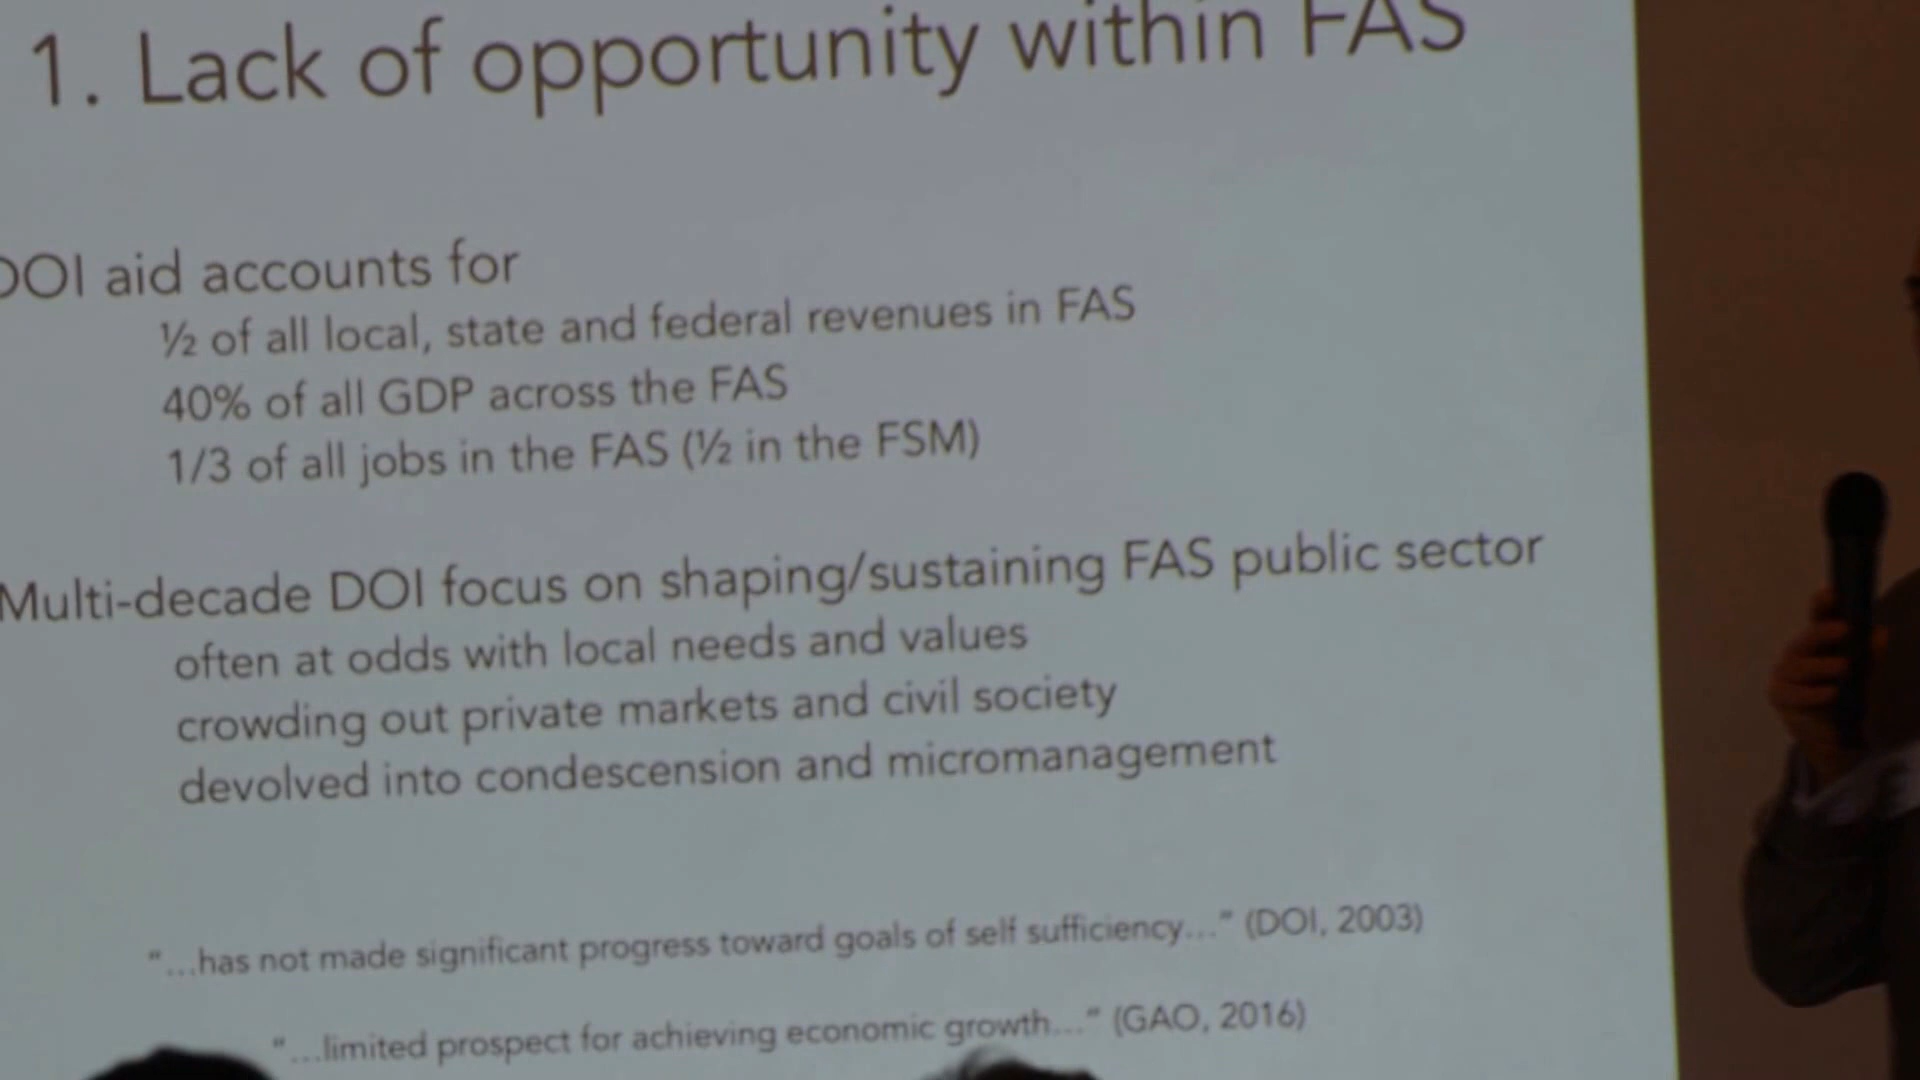 1. Lack of opportunity within FAS
DOI aid accounts for
½ of all local, state and federal revenues in FAS
40% of all GDP across the FAS
1/3 of all jobs in the FAS (½ in the FSM)
Multi-decade DOI focus on shaping/sustaining FAS public sector
often at odds with local needs and values
crowding out private markets and civil society
devolved into condescension and micromanagement
"...has not made significant progress toward goals of self sufficiency..." (DOI, 2003)
"...limited prospect for achieving economic growth..." (GAO, 2016)